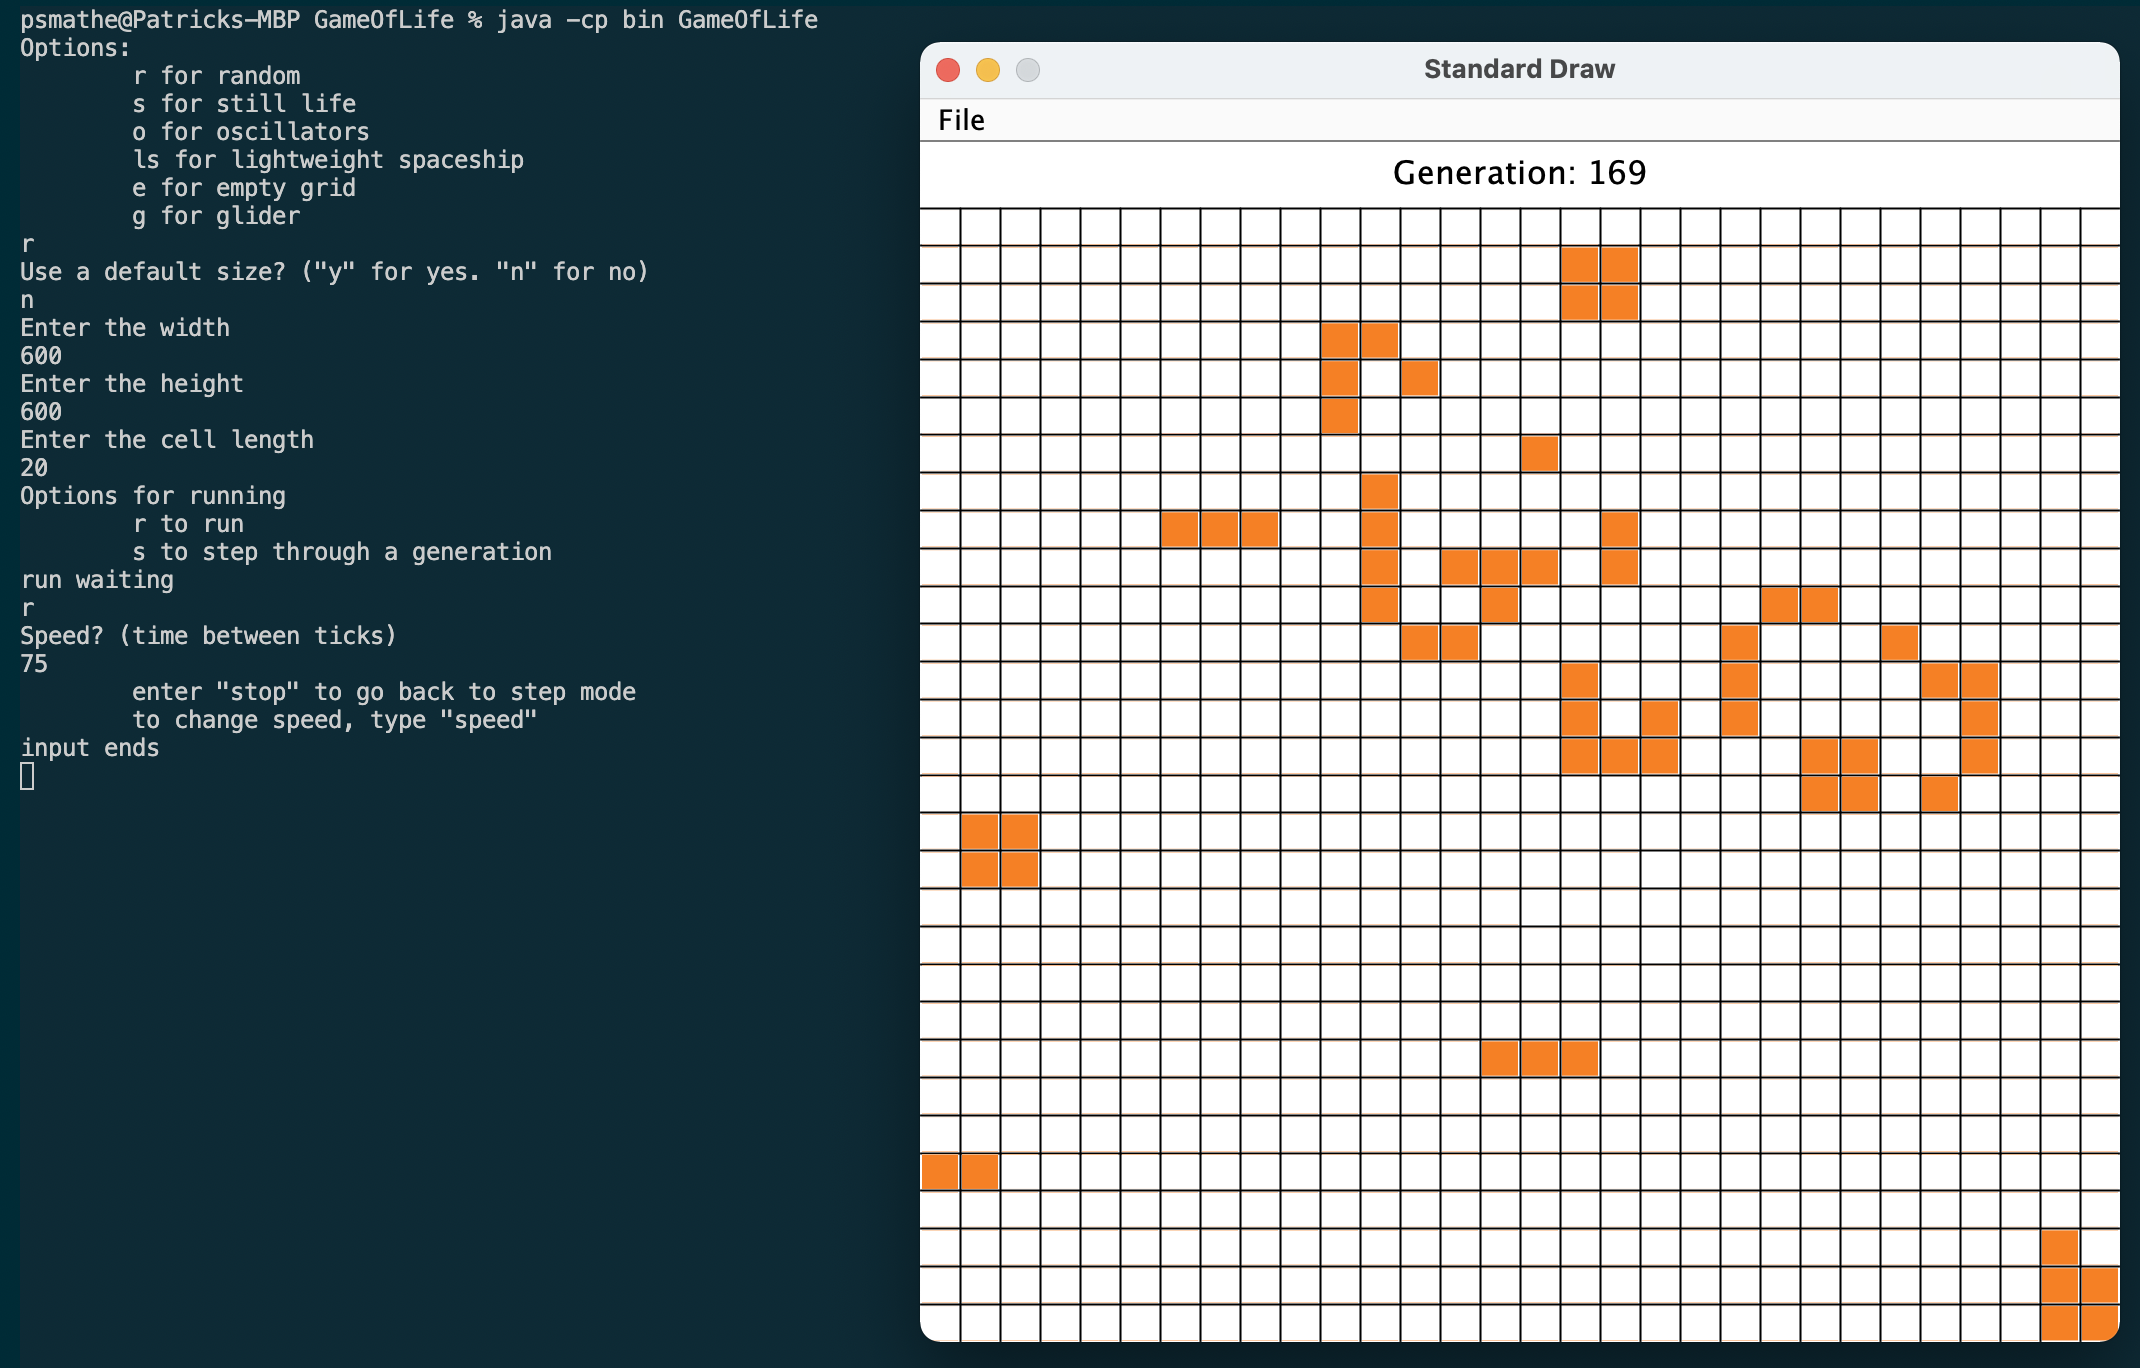 psmathe@Patricks-MBP GameOfLife % java -cp bin GameOfLife
Options:
r for random
s for still life
o for oscillators
ls for lightweight spaceship
e for empty grid
g for glider
r
Use a default size? ("y" for yes. "n" for no)
n
Enter the width
600
Enter the height
600
Enter the cell length
20
Options for running
r to run
s to step through a generation
run waiting
r
Speed? (time between ticks)
75
enter "stop" to go back to step mode
to change speed, type "speed"
input ends
Standard Draw
File
Generation: 169